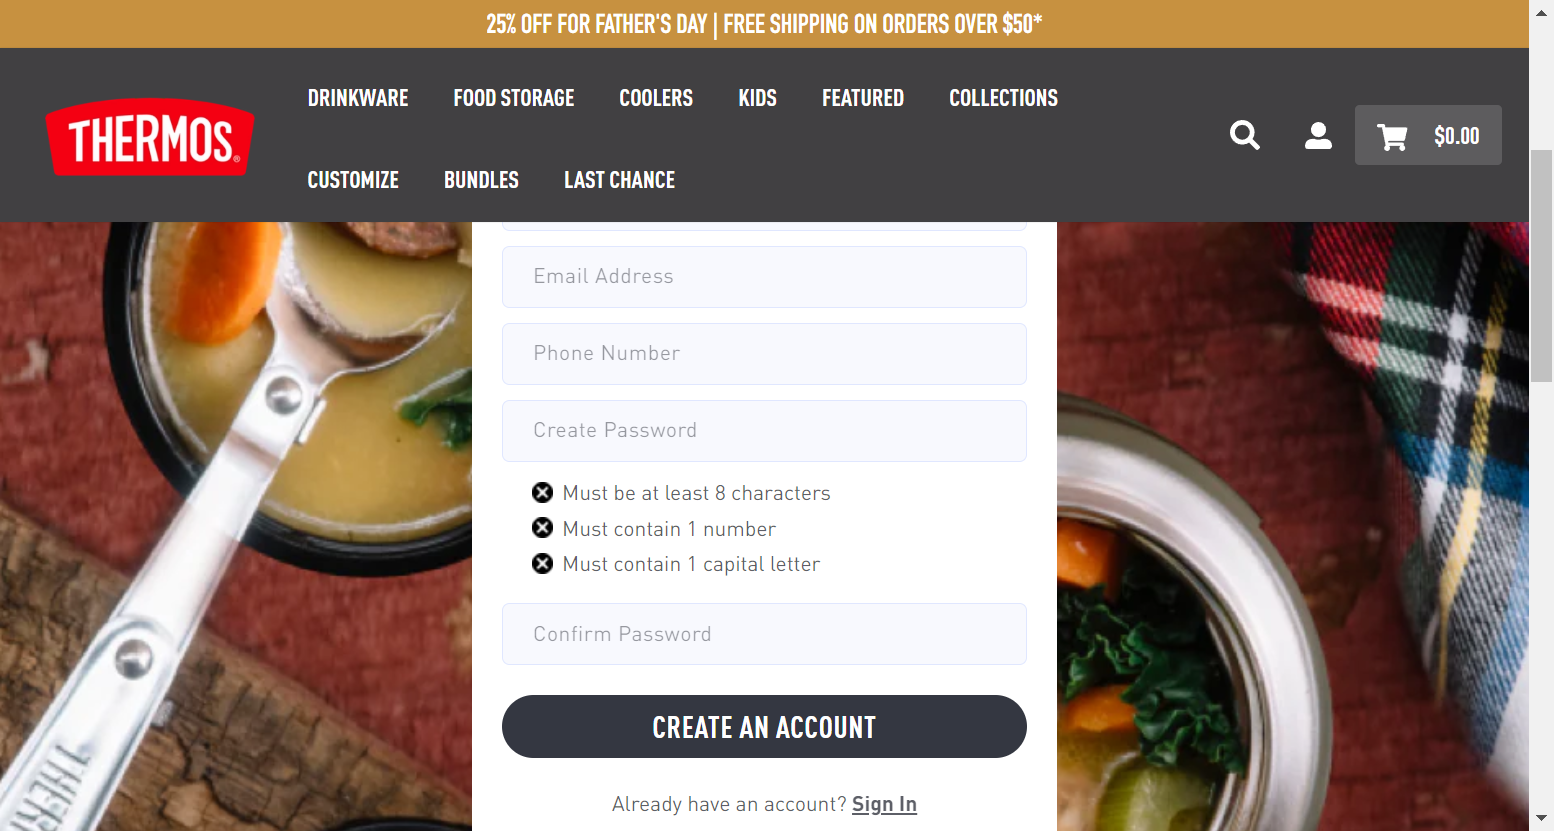 25% OFF FOR FATHER'S DAY | FREE SHIPPING ON ORDERS OVER $50*
THERMOS®
DRINKWARE FOOD STORAGE COOLERS KIDS FEATURED COLLECTIONS
CUSTOMIZE BUNDLES LAST CHANCE
$0.00
Email Address
Phone Number
Create Password
Must be at least 8 characters
Must contain 1 number
Must contain 1 capital letter
Confirm Password
CREATE AN ACCOUNT
Already have an account? Sign In